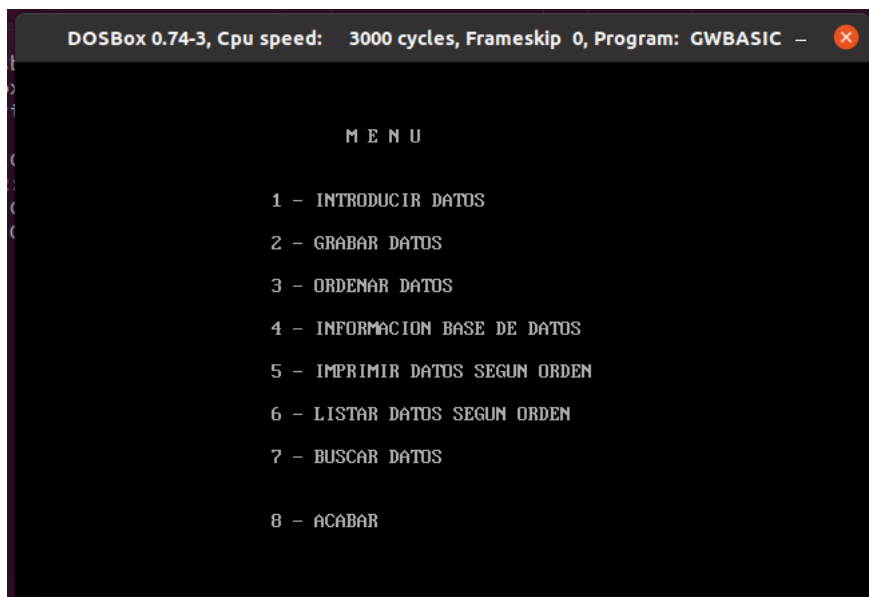 DOSBox 0.74-3, Cpu speed: 3000 cycles, Frameskip 0, Program: GWBASIC
M E N U
1 - INTRODUCIR DATOS
2 - GRABAR DATOS
3 - ORDENAR DATOS
4 - INFORMACION BASE DE DATOS
5 - IMPRIMIR DATOS SEGUN ORDEN
6 - LISTAR DATOS SEGUN ORDEN
7 - BUSCAR DATOS
8 - ACABAR